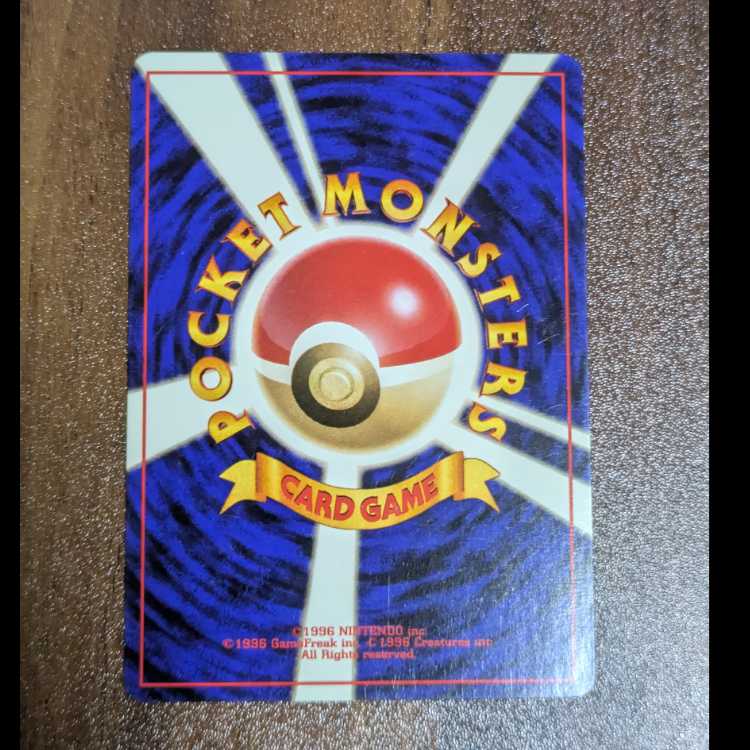 POCKET MONSTERS
CARD GAME
©1996 NINTENDO inc.
©1996 GameFreak inc. ©1996 Creatures inc.
All Rights reserved.